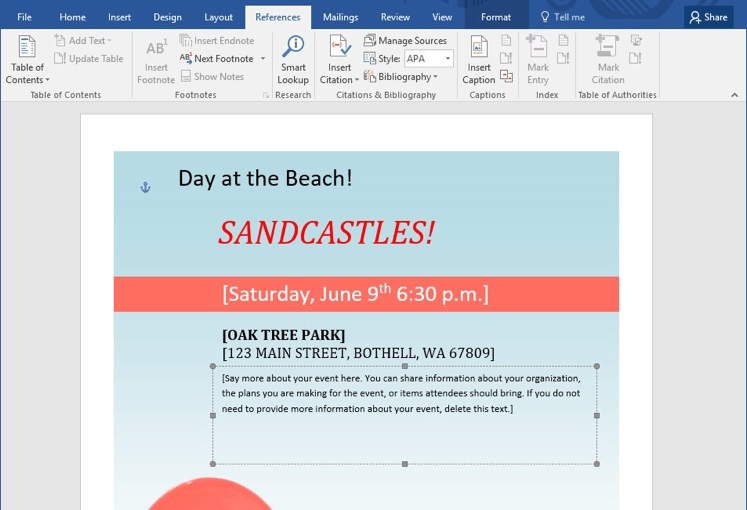 File Home Insert Design Layout References Mailings Review View Format Tell me Share
Add Text Insert Endnote Manage Sources
AB¹ AB¹ Next Footnote Style: APA
Table of Contents Update Table Insert Footnote Show Notes Smart Lookup Insert Citation Bibliography Insert Caption Mark Entry Mark Citation
Table of Contents Footnotes Research Citations & Bibliography Captions Index Table of Authorities
Day at the Beach!
SANDCASTLES!
[Saturday, June 9th 6:30 p.m.]
[OAK TREE PARK]
[123 MAIN STREET, BOTHELL, WA 67809]
[Say more about your event here. You can share information about your organization,
the plans you are making for the event, or items attendees should bring. If you do not
need to provide more information about your event, delete this text.]